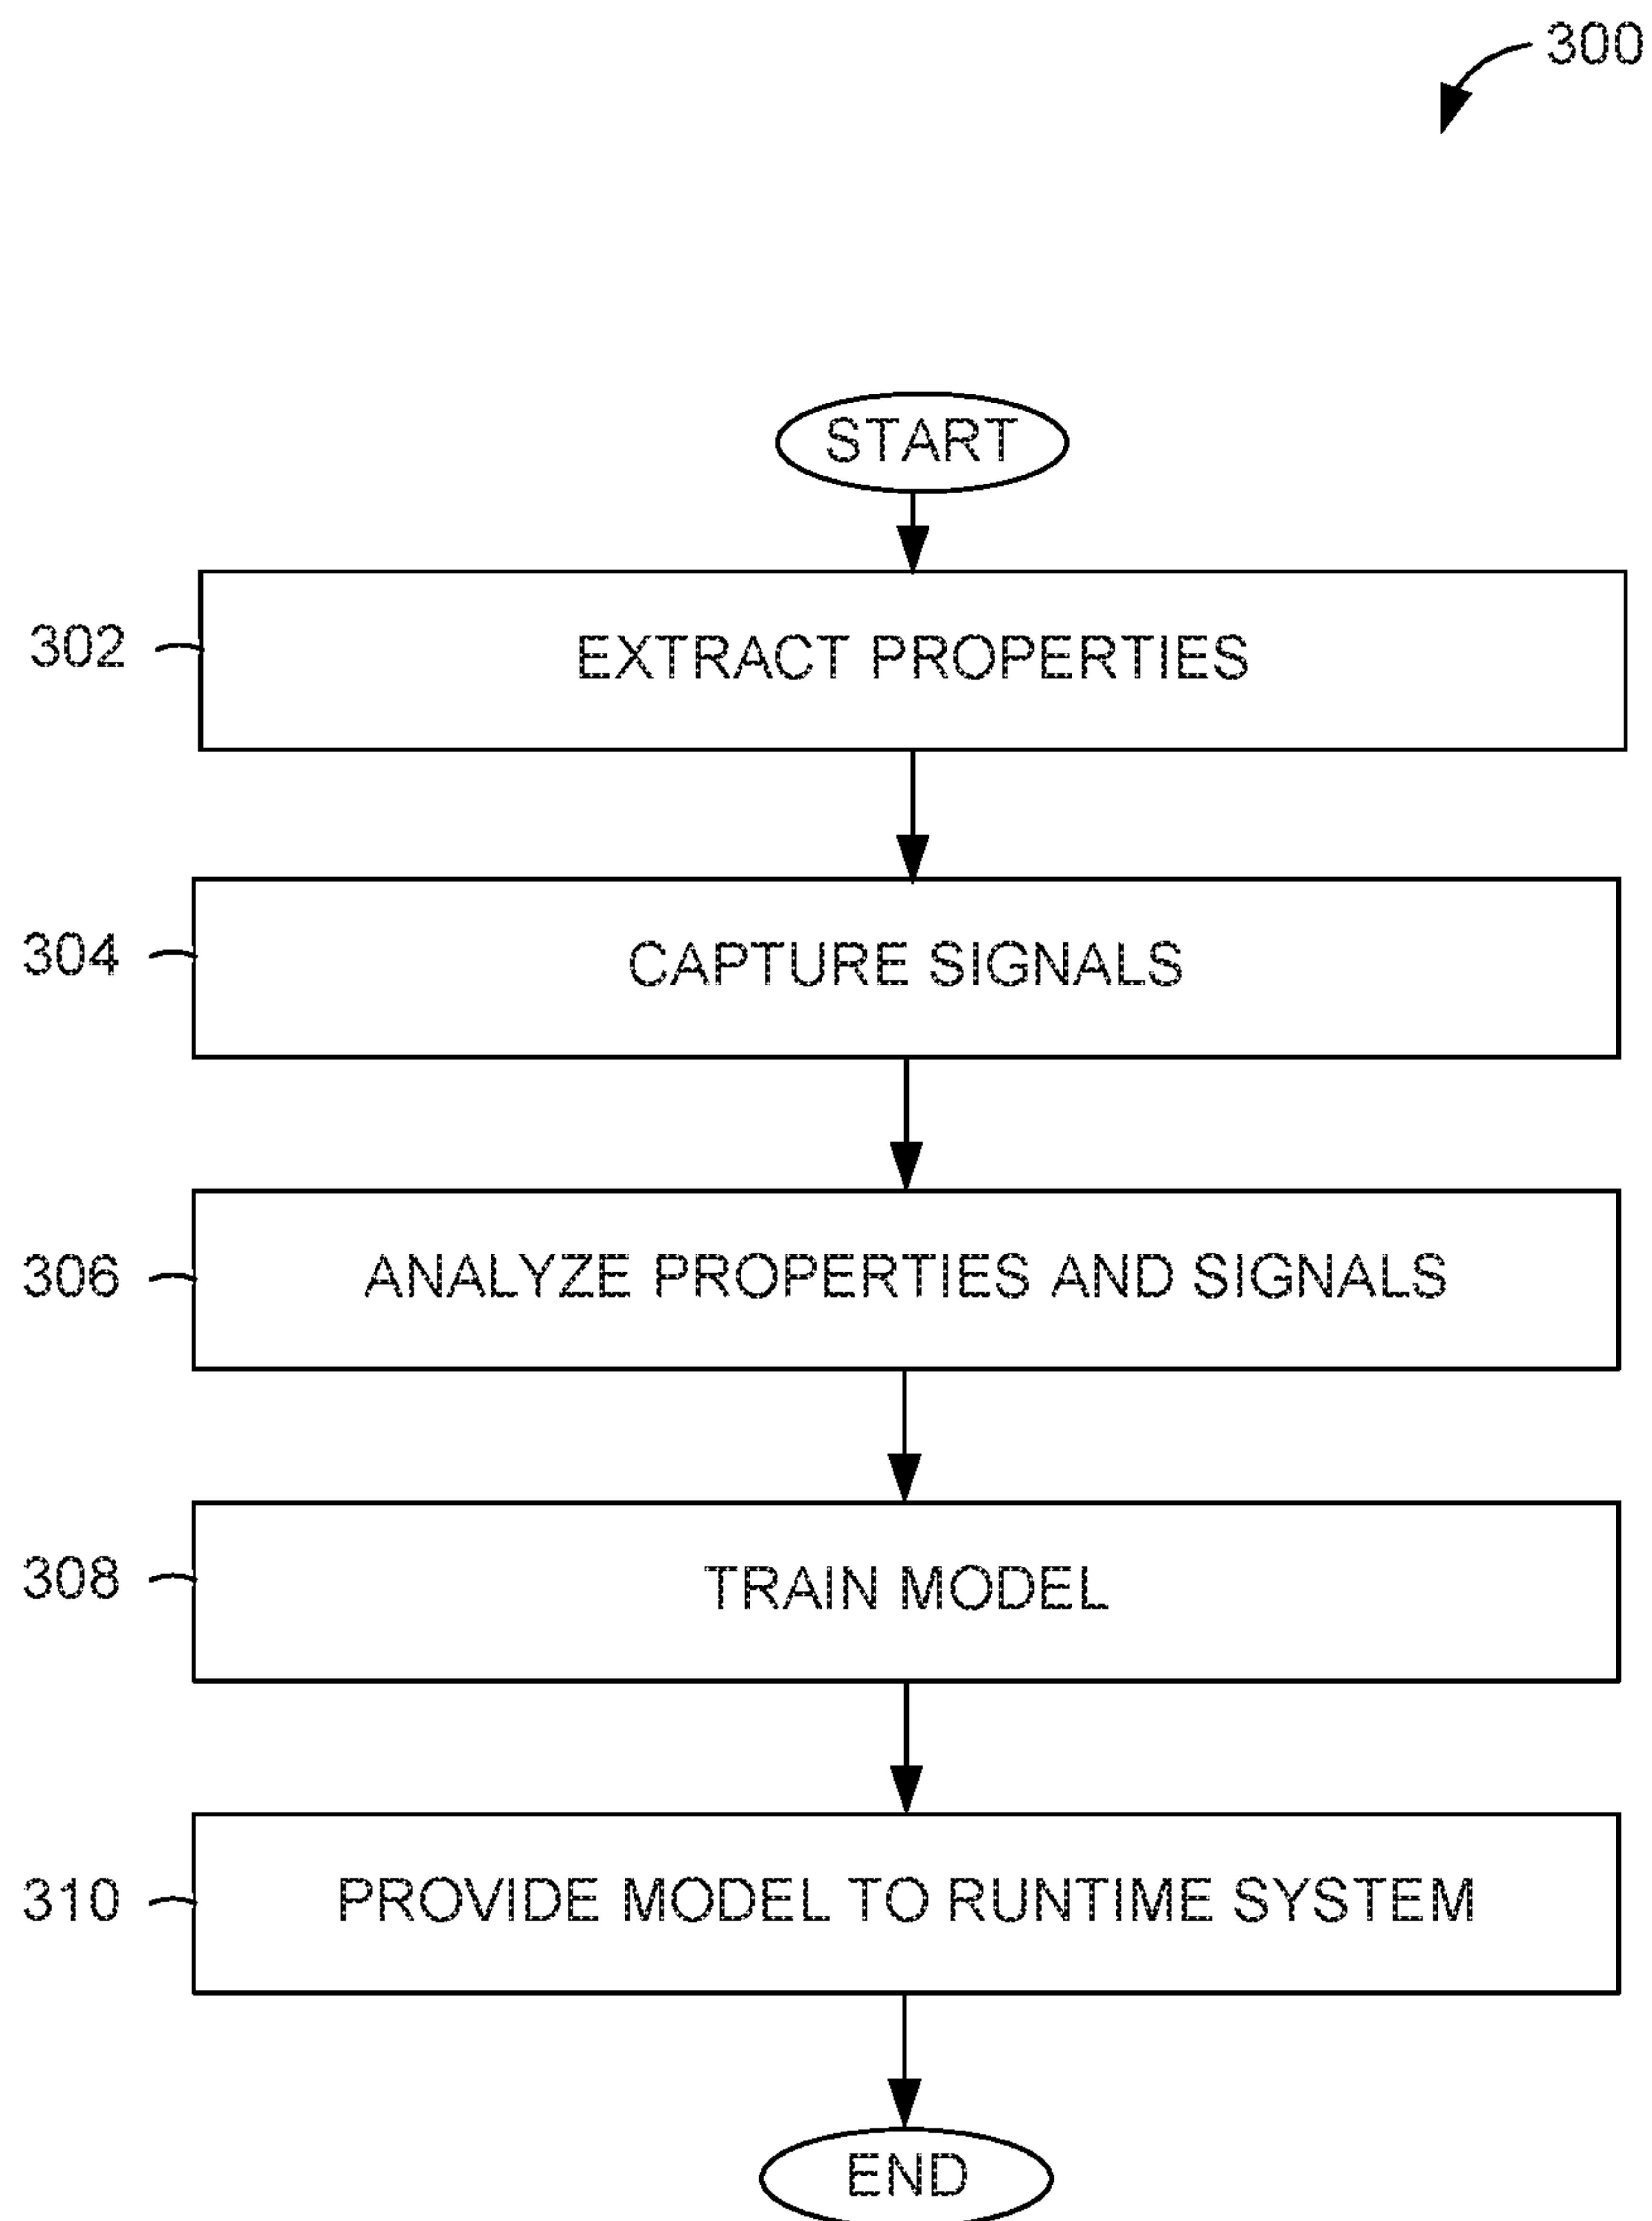 300
START
302
EXTRACT PROPERTIES
304
CAPTURE SIGNALS
306
ANALYZE PROPERTIES AND SIGNALS
308
TRAIN MODEL
310
PROVIDE MODEL TO RUNTIME SYSTEM
END